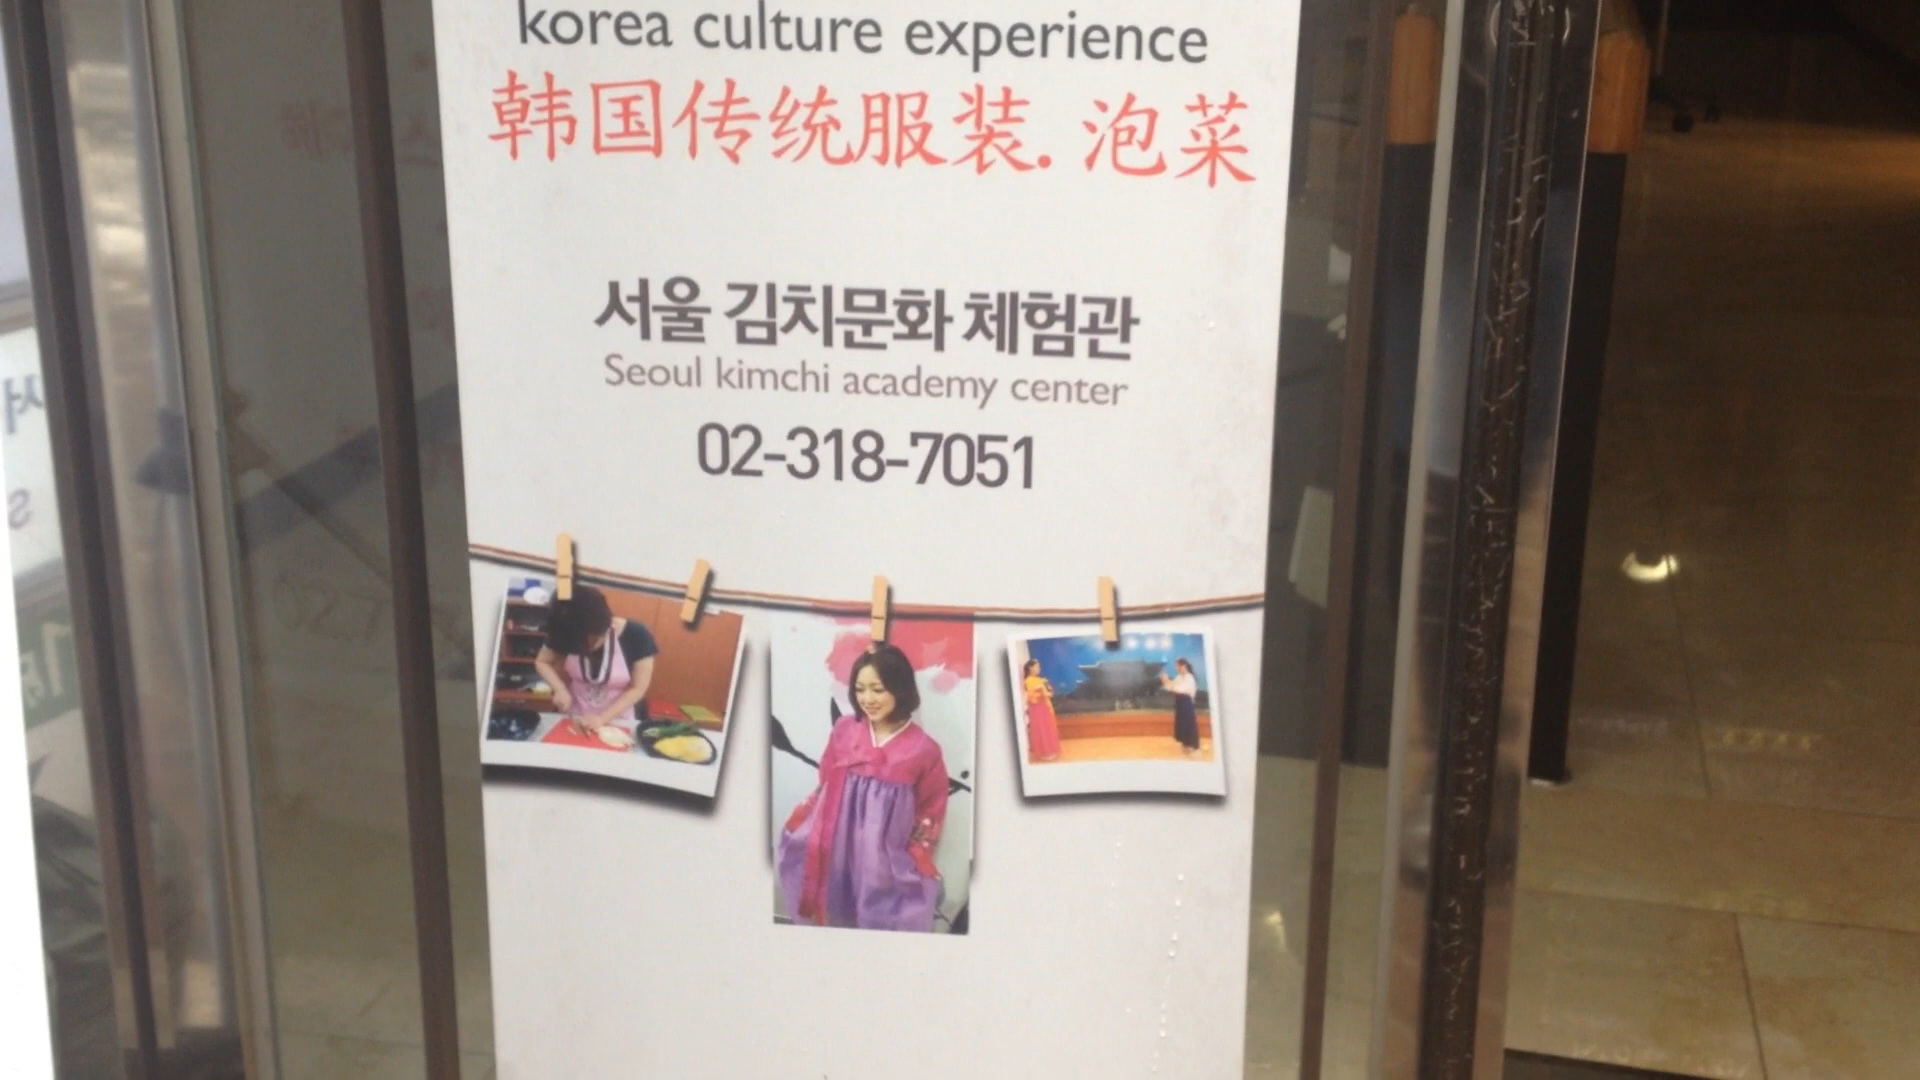 korea culture experience
韩国传统服装. 泡菜
서울 김치문화 체험관
Seoul kimchi academy center
02-318-7051